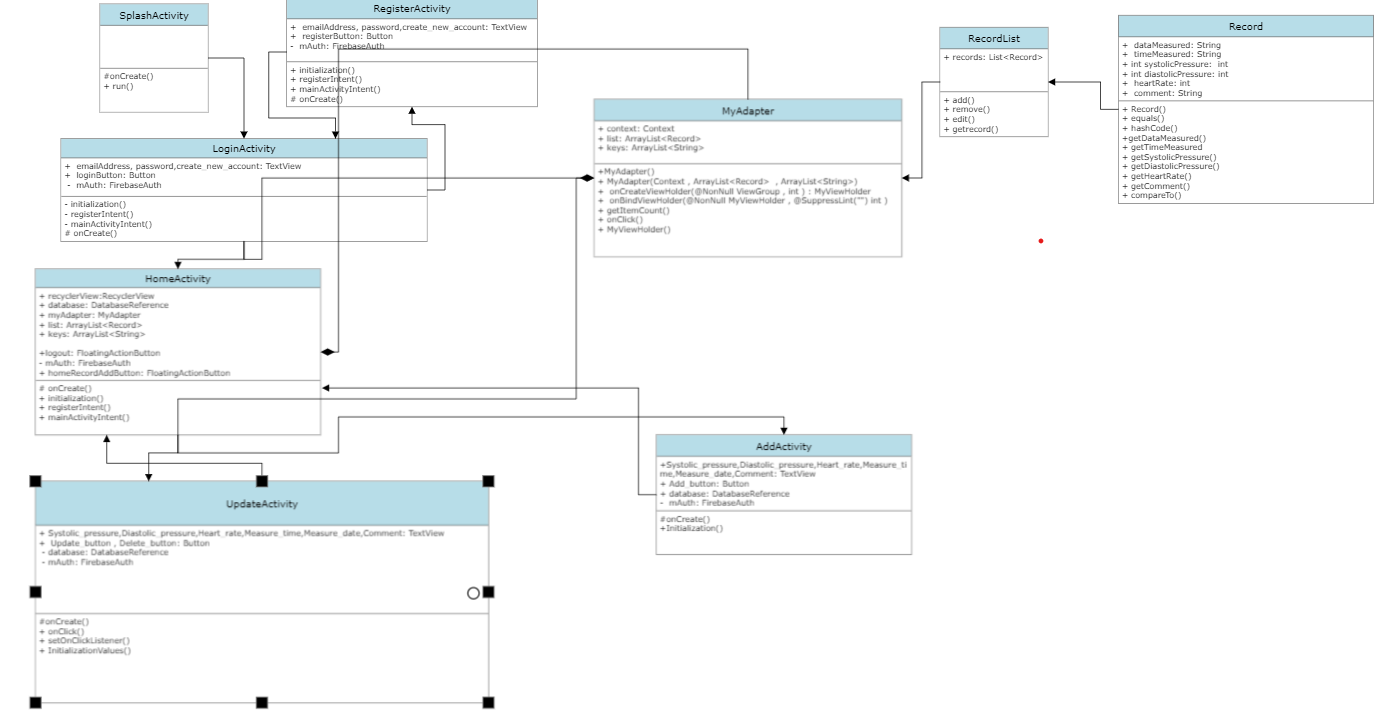 SplashActivity
#onCreate()
+ run()
RegisterActivity
+ emailAddress, password,create_new_account: TextView
+ registerButton: Button
- mAuth: FirebaseAuth
+ initialization()
+ registerIntent()
+ mainActivityIntent()
# onCreate()
LoginActivity
+ emailAddress, password,create_new_account: TextView
+ loginButton: Button
- mAuth: FirebaseAuth
- initialization()
- registerIntent()
- mainActivityIntent()
# onCreate()
MyAdapter
+ context: Context
+ list: ArrayList<Record>
+ keys: ArrayList<String>
+MyAdapter()
+ MyAdapter(Context , ArrayList<Record> , ArrayList<String>)
+ onCreateViewHolder(@NonNull ViewGroup , int ) : MyViewHolder
+ onBindViewHolder(@NonNull MyViewHolder , @SuppressLint("") int )
+ getItemCount()
+ onClick()
+ MyViewHolder()
RecordList
+ records: List<Record>
+ add()
+ remove()
+ edit()
+ getrecord()
Record
+ dataMeasured: String
+ timeMeasured: String
+ int systolicPressure: int
+ int diastolicPressure: int
+ heartRate: int
+ comment: String
+ Record()
+ equals()
+ hashCode()
+getDataMeasured()
+getTimeMeasured
+ getSystolicPressure()
+ getDiastolicPressure()
+ getHeartRate()
+ getComment()
+ compareTo()
HomeActivity
+ recyclerView:RecyclerView
+ database: DatabaseReference
+ myAdapter: MyAdapter
+ list: ArrayList<Record>
+ keys: ArrayList<String>
+logout: FloatingActionButton
- mAuth: FirebaseAuth
+ homeRecordAddButton: FloatingActionButton
# onCreate()
+ initialization()
+ registerIntent()
+ mainActivityIntent()
AddActivity
+Systolic_pressure,Diastolic_pressure,Heart_rate,Measure_ti
me,Measure_date,Comment: TextView
+ Add_button: Button
+ database: DatabaseReference
- mAuth: FirebaseAuth
#onCreate()
+Initialization()
UpdateActivity
+ Systolic_pressure,Diastolic_pressure,Heart_rate,Measure_time,Measure_date,Comment: TextView
+ Update_button , Delete_button: Button
- database: DatabaseReference
- mAuth: FirebaseAuth
#onCreate()
+ onClick()
+ setOnClickListener()
+ InitializationValues()